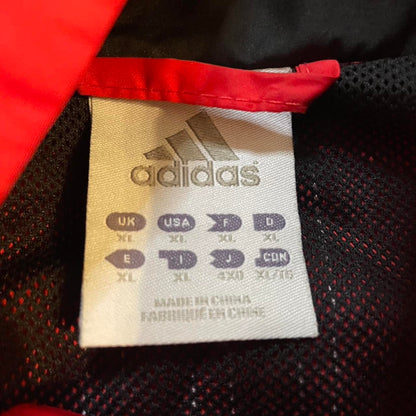 adidas
UK USA F D
XL XL XL XL
E I J CDN
XL XL 4XO XL/TG
MADE IN CHINA
FABRIQUÉ EN CHINE